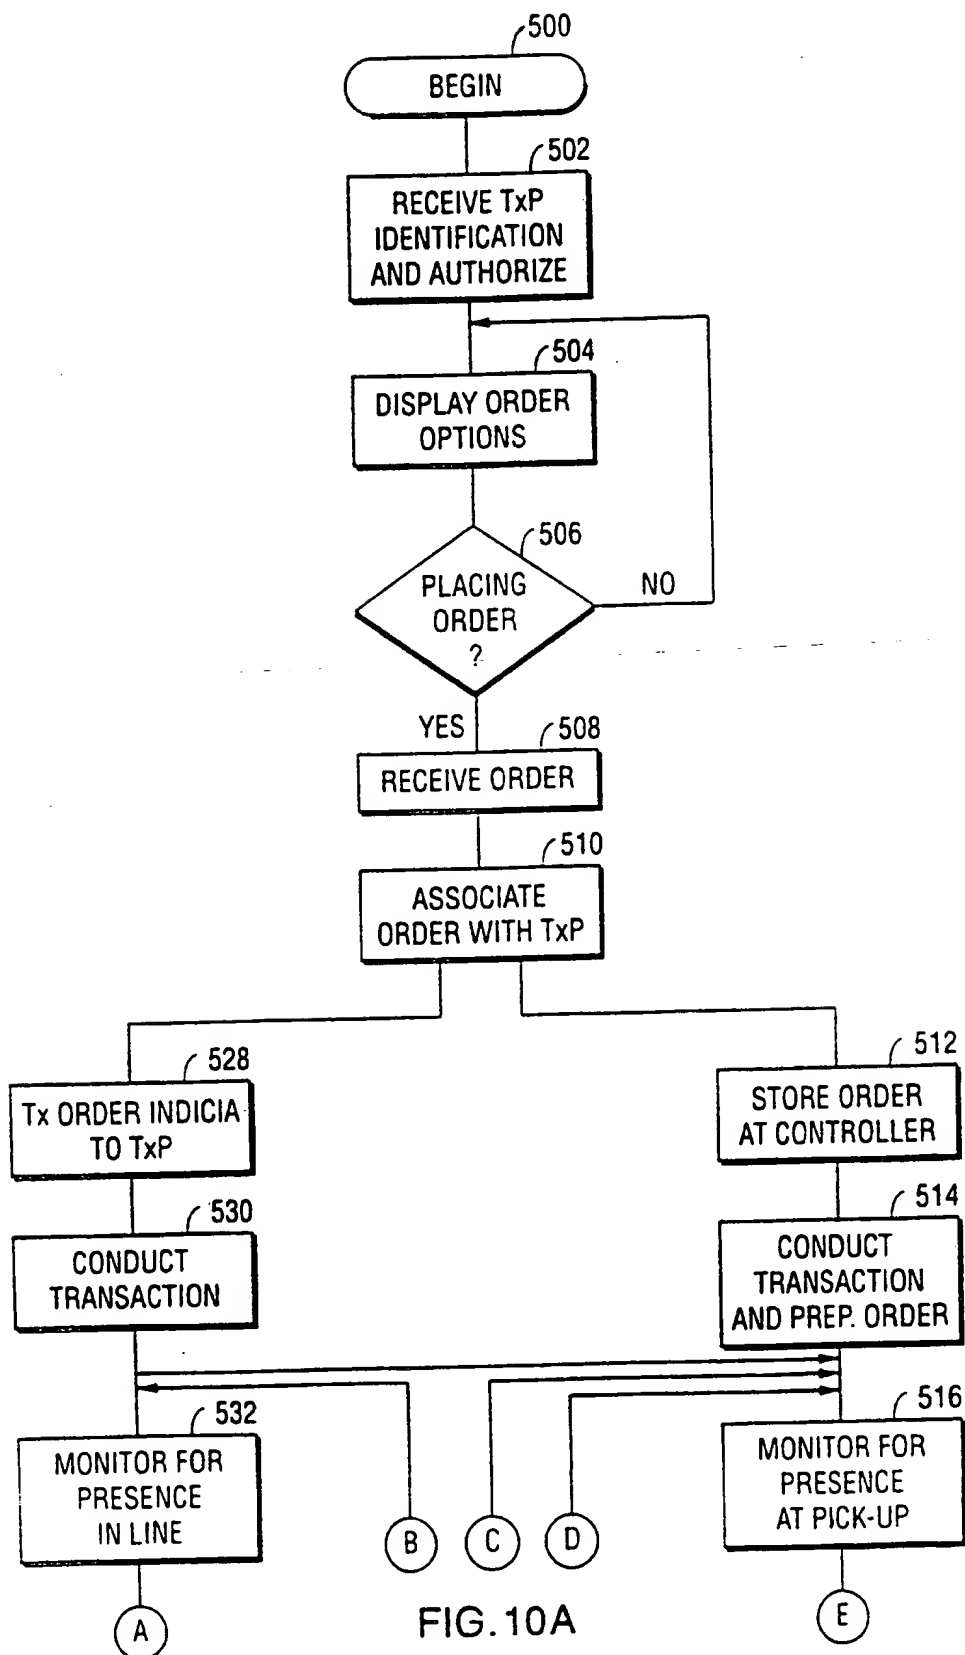 500
BEGIN
502
RECEIVE TxP
IDENTIFICATION
AND AUTHORIZE
504
DISPLAY ORDER
OPTIONS
506
PLACING
ORDER
?
NO
YES
508
RECEIVE ORDER
510
ASSOCIATE
ORDER WITH TxP
528
Tx ORDER INDICIA
TO TxP
512
STORE ORDER
AT CONTROLLER
530
CONDUCT
TRANSACTION
514
CONDUCT
TRANSACTION
AND PREP. ORDER
532
MONITOR FOR
PRESENCE
IN LINE
516
MONITOR FOR
PRESENCE
AT PICK-UP
B
C
D
A
E
FIG.10A